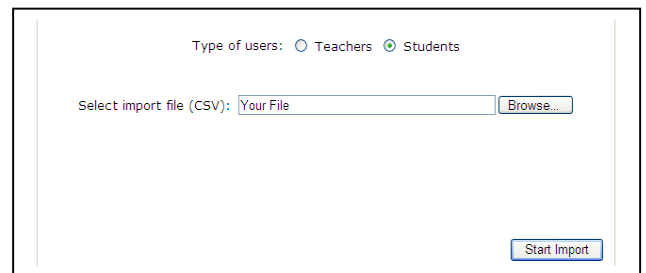 Type of users: Teachers Students
Select import file (CSV): Your File Browse...
Start Import